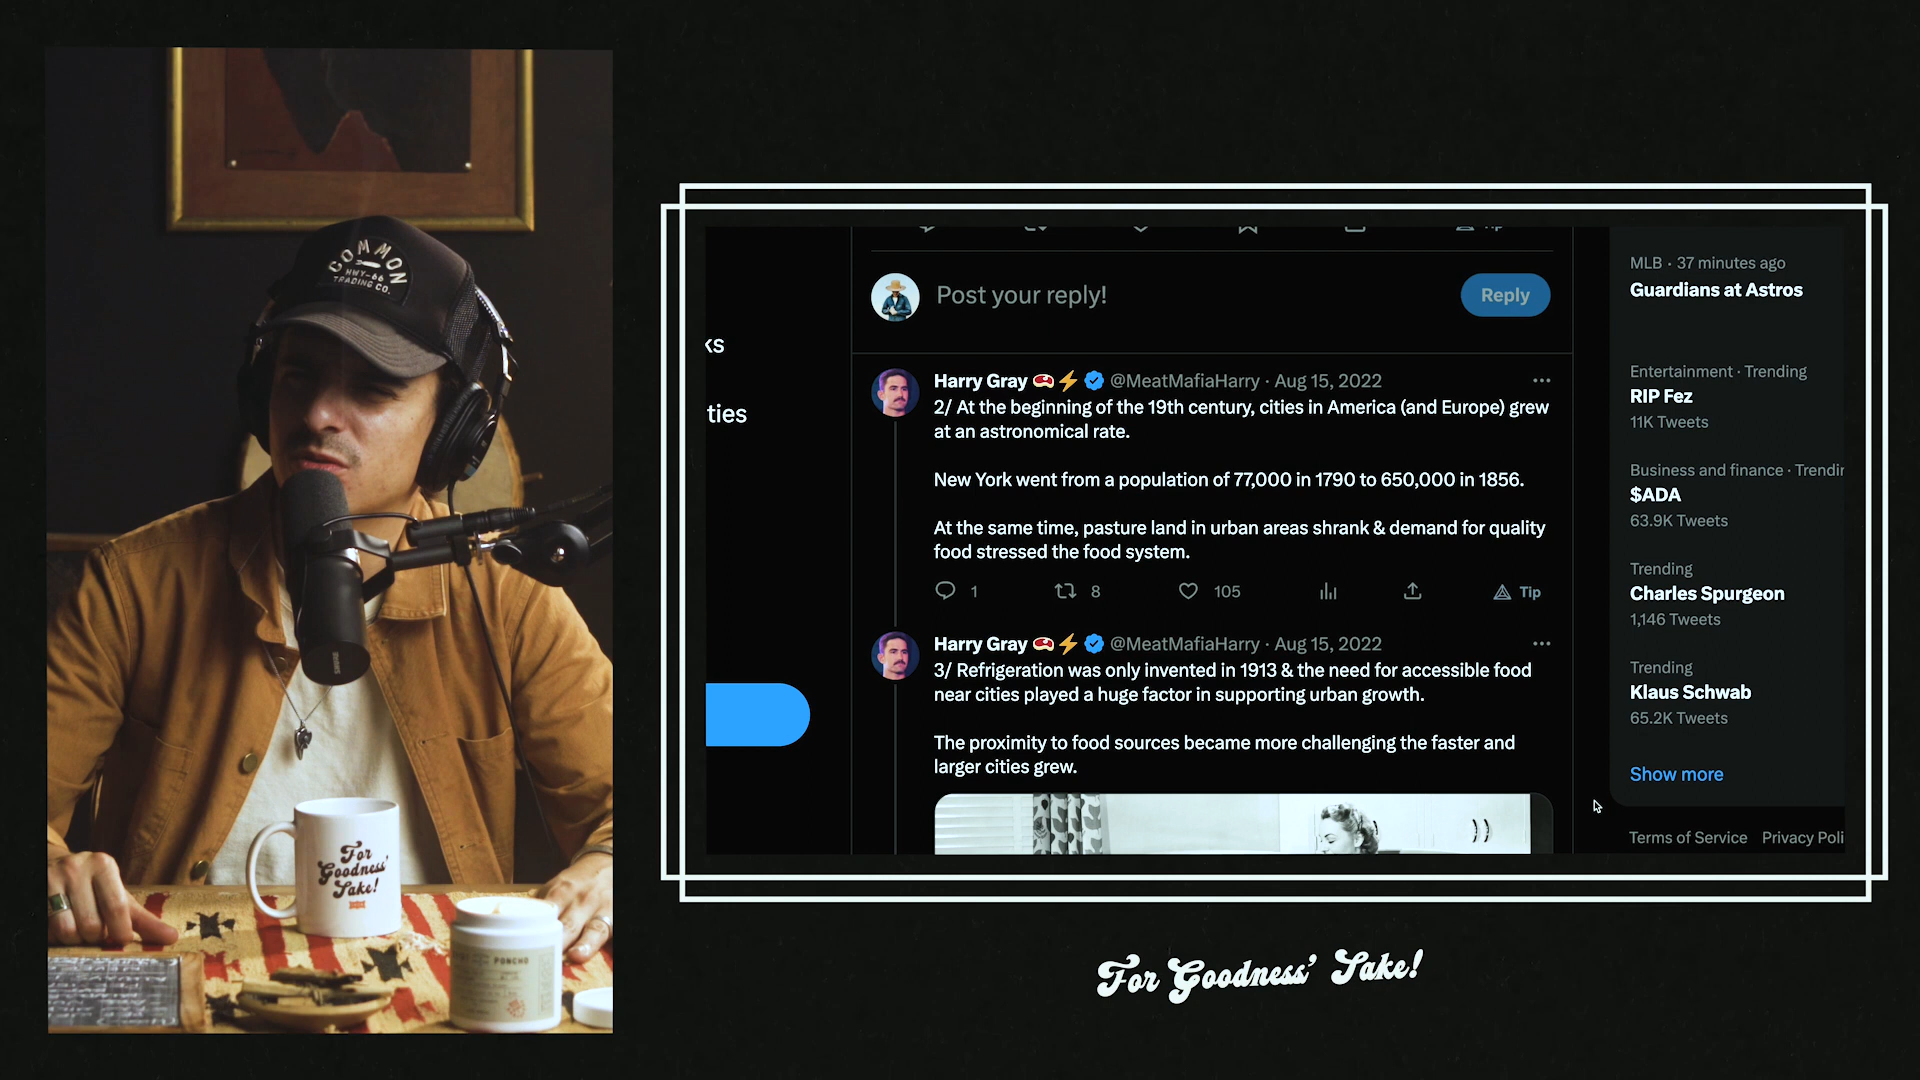 COMMON
HWY-66
TRADING CO.
For
Goodness'
Sake!
PONCHO
Tip
Post your reply!
Reply
ks
ties
Harry Gray @MeatMafiaHarry · Aug 15, 2022
2/ At the beginning of the 19th century, cities in America (and Europe) grew
at an astronomical rate.
New York went from a population of 77,000 in 1790 to 650,000 in 1856.
At the same time, pasture land in urban areas shrank & demand for quality
food stressed the food system.
1 8 105 Tip
Harry Gray @MeatMafiaHarry · Aug 15, 2022
3/ Refrigeration was only invented in 1913 & the need for accessible food
near cities played a huge factor in supporting urban growth.
The proximity to food sources became more challenging the faster and
larger cities grew.
MLB · 37 minutes ago
Guardians at Astros
Entertainment · Trending
RIP Fez
11K Tweets
Business and finance · Trendin
$ADA
63.9K Tweets
Trending
Charles Spurgeon
1,146 Tweets
Trending
Klaus Schwab
65.2K Tweets
Show more
Terms of Service Privacy Poli
For Goodness' Sake!